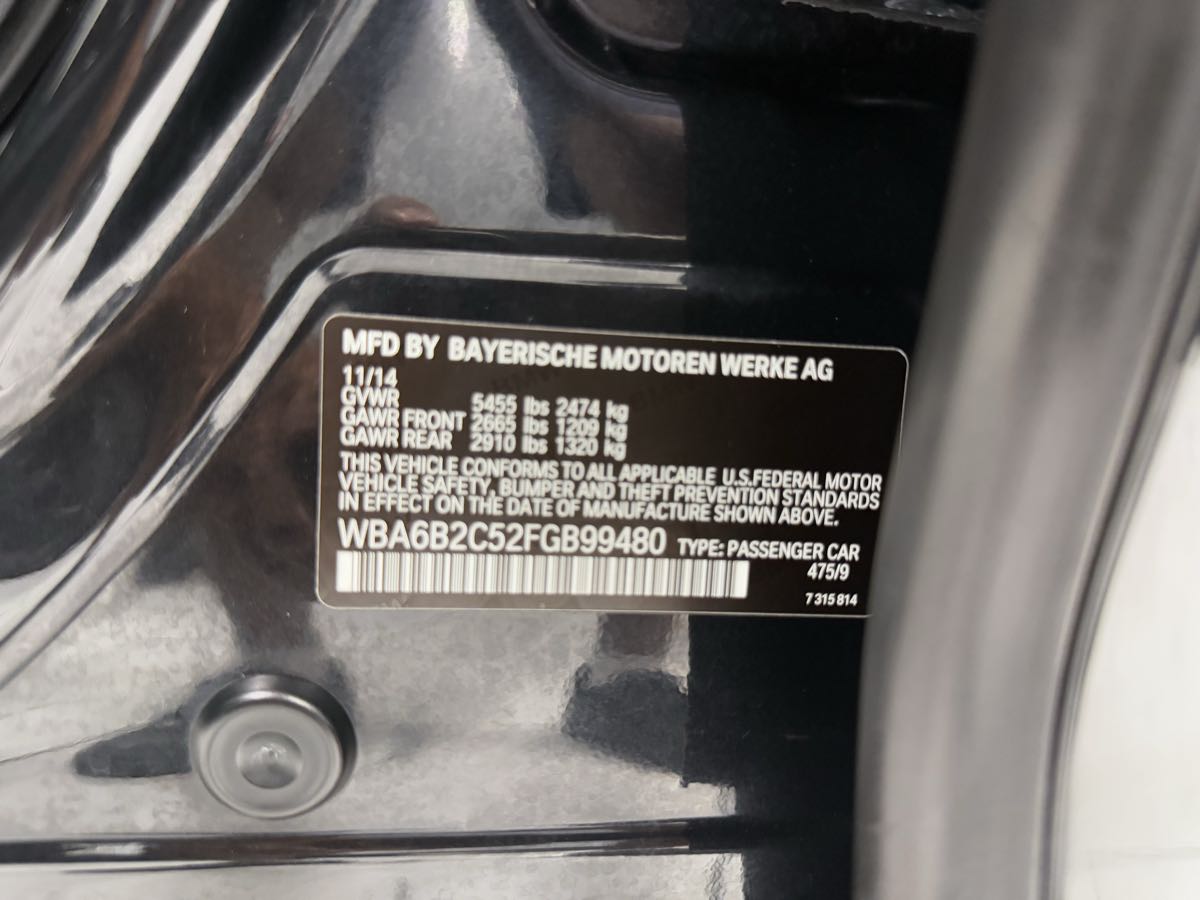 MFD BY BAYERISCHE MOTOREN WERKE AG
11/14
GVWR 5455 lbs 2474 kg
GAWR FRONT 2665 lbs 1209 kg
GAWR REAR 2910 lbs 1320 kg
THIS VEHICLE CONFORMS TO ALL APPLICABLE U.S.FEDERAL MOTOR
VEHICLE SAFETY, BUMPER AND THEFT PREVENTION STANDARDS
IN EFFECT ON THE DATE OF MANUFACTURE SHOWN ABOVE.
WBA6B2C52FGB99480 TYPE: PASSENGER CAR
475/9
7 315 814